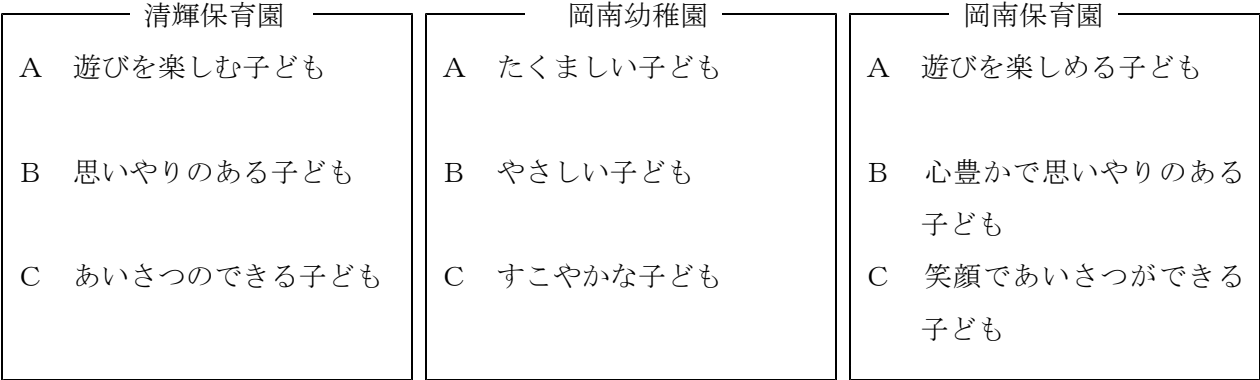 清輝保育園
A 遊びを楽しむ子ども
B 思いやりのある子ども
C あいさつのできる子ども
岡南幼稚園
A たくましい子ども
B やさしい子ども
C すこやかな子ども
岡南保育園
A 遊びを楽しめる子ども
B 心豊かで思いやりのある
子ども
C 笑顔であいさつができる
子ども